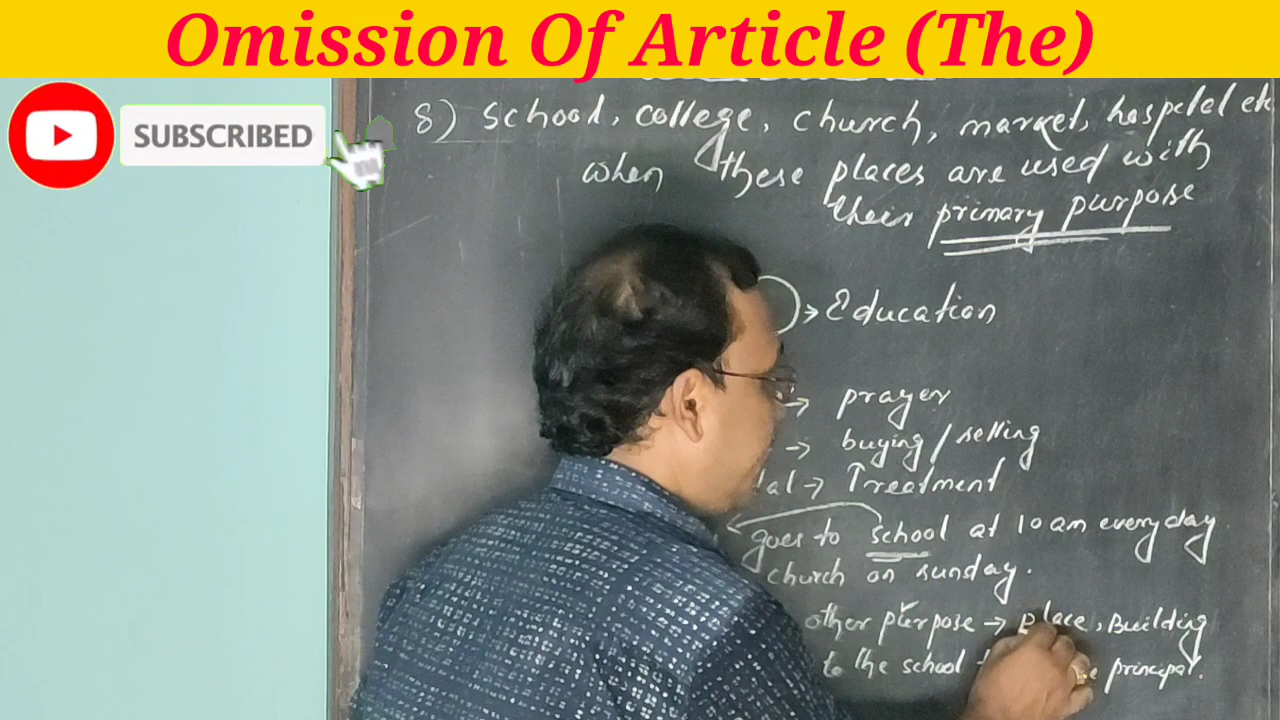 Omission Of Article (The)
SUBSCRIBED
8) School, college, church, market, hospital etc
when these places are used with
their primary purpose
→ Education
→ prayer
→ buying/selling
tal → Treatment
goes to school at 10 am everyday
church on sunday.
other purpose → place, Building
to the school principal.